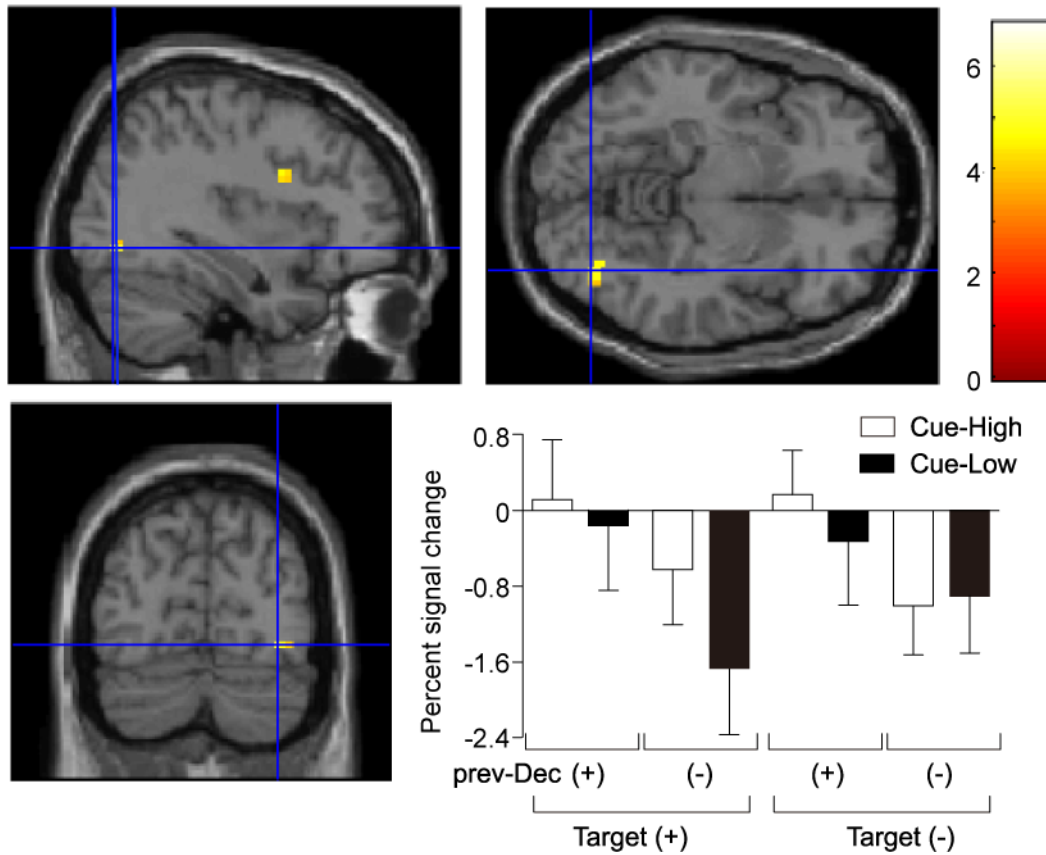 6
4
2
0
Cue-High
Cue-Low
Percent signal change
0.8
0
-0.8
-1.6
-2.4
prev-Dec (+) (-) (+) (-)
Target (+) Target (-)